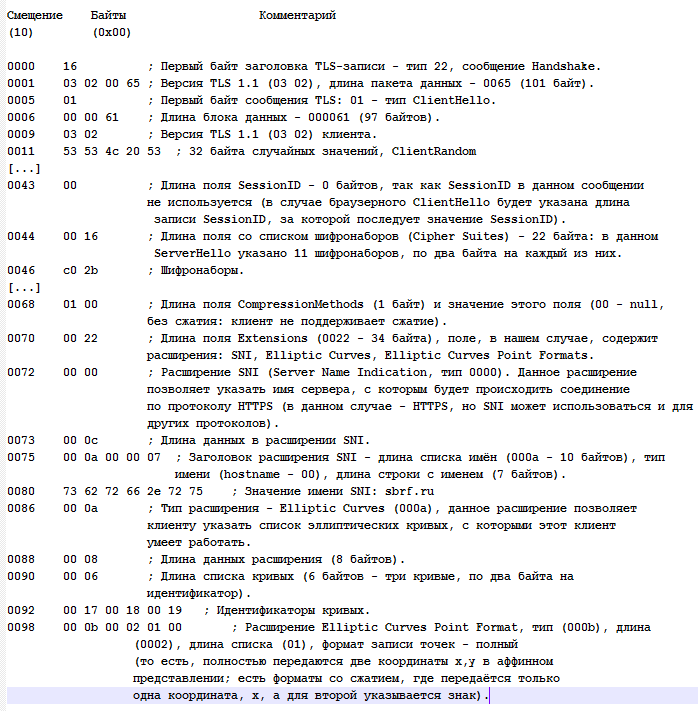 Смещение    Байты                   Комментарий
(10)        (0x00)
0000    16          ; Первый байт заголовка TLS-записи - тип 22, сообщение Handshake.
0001    03 02 00 65 ; Версия TLS 1.1 (03 02), длина пакета данных - 0065 (101 байт).
0005    01          ; Первый байт сообщения TLS: 01 - тип ClientHello.
0006    00 00 61    ; Длина блока данных - 000061 (97 байтов).
0009    03 02       ; Версия TLS 1.1 (03 02) клиента.
0011    53 53 4c 20 53  ; 32 байта случайных значений, ClientRandom
[...]
0043    00          ; Длина поля SessionID - 0 байтов, так как SessionID в данном сообщении
не используется (в случае браузерного ClientHello будет указана длина
записи SessionID, за которой последует значение SessionID).
0044    00 16       ; Длина поля со списком шифронаборов (Cipher Suites) - 22 байта: в данном
ServerHello указано 11 шифронаборов, по два байта на каждый из них.
0046    c0 2b       ; Шифронаборы.
[...]
0068    01 00       ; Длина поля CompressionMethods (1 байт) и значение этого поля (00 - null,
без сжатия: клиент не поддерживает сжатие).
0070    00 22       ; Длина поля Extensions (0022 - 34 байта), поле, в нашем случае, содержит
расширения: SNI, Elliptic Curves, Elliptic Curves Point Formats.
0072    00 00       ; Расширение SNI (Server Name Indication, тип 0000). Данное расширение
позволяет указать имя сервера, с которым будет происходить соединение
по протоколу HTTPS (в данном случае - HTTPS, но SNI может использоваться и для
других протоколов).
0073    00 0c       ; Длина данных в расширении SNI.
0075    00 0a 00 00 07  ; Заголовок расширения SNI - длина списка имён (000a - 10 байтов), тип
имени (hostname - 00), длина строки с именем (7 байтов).
0080    73 62 72 66 2e 72 75    ; Значение имени SNI: sbrf.ru
0086    00 0a       ; Тип расширения - Elliptic Curves (000a), данное расширение позволяет
клиенту указать список эллиптических кривых, с которыми этот клиент
умеет работать.
0088    00 08       ; Длина данных расширения (8 байтов).
0090    00 06       ; Длина списка кривых (6 байтов - три кривые, по два байта на
идентификатор).
0092    00 17 00 18 00 19   ; Идентификаторы кривых.
0098    00 0b 00 02 01 00       ; Расширение Elliptic Curves Point Format, тип (000b), длина
(0002), длина списка (01), формат записи точек - полный
(то есть, полностью передаются две координаты x,y в аффинном
представлении; есть форматы со сжатием, где передаётся только
одна координата, x, а для второй указывается знак).